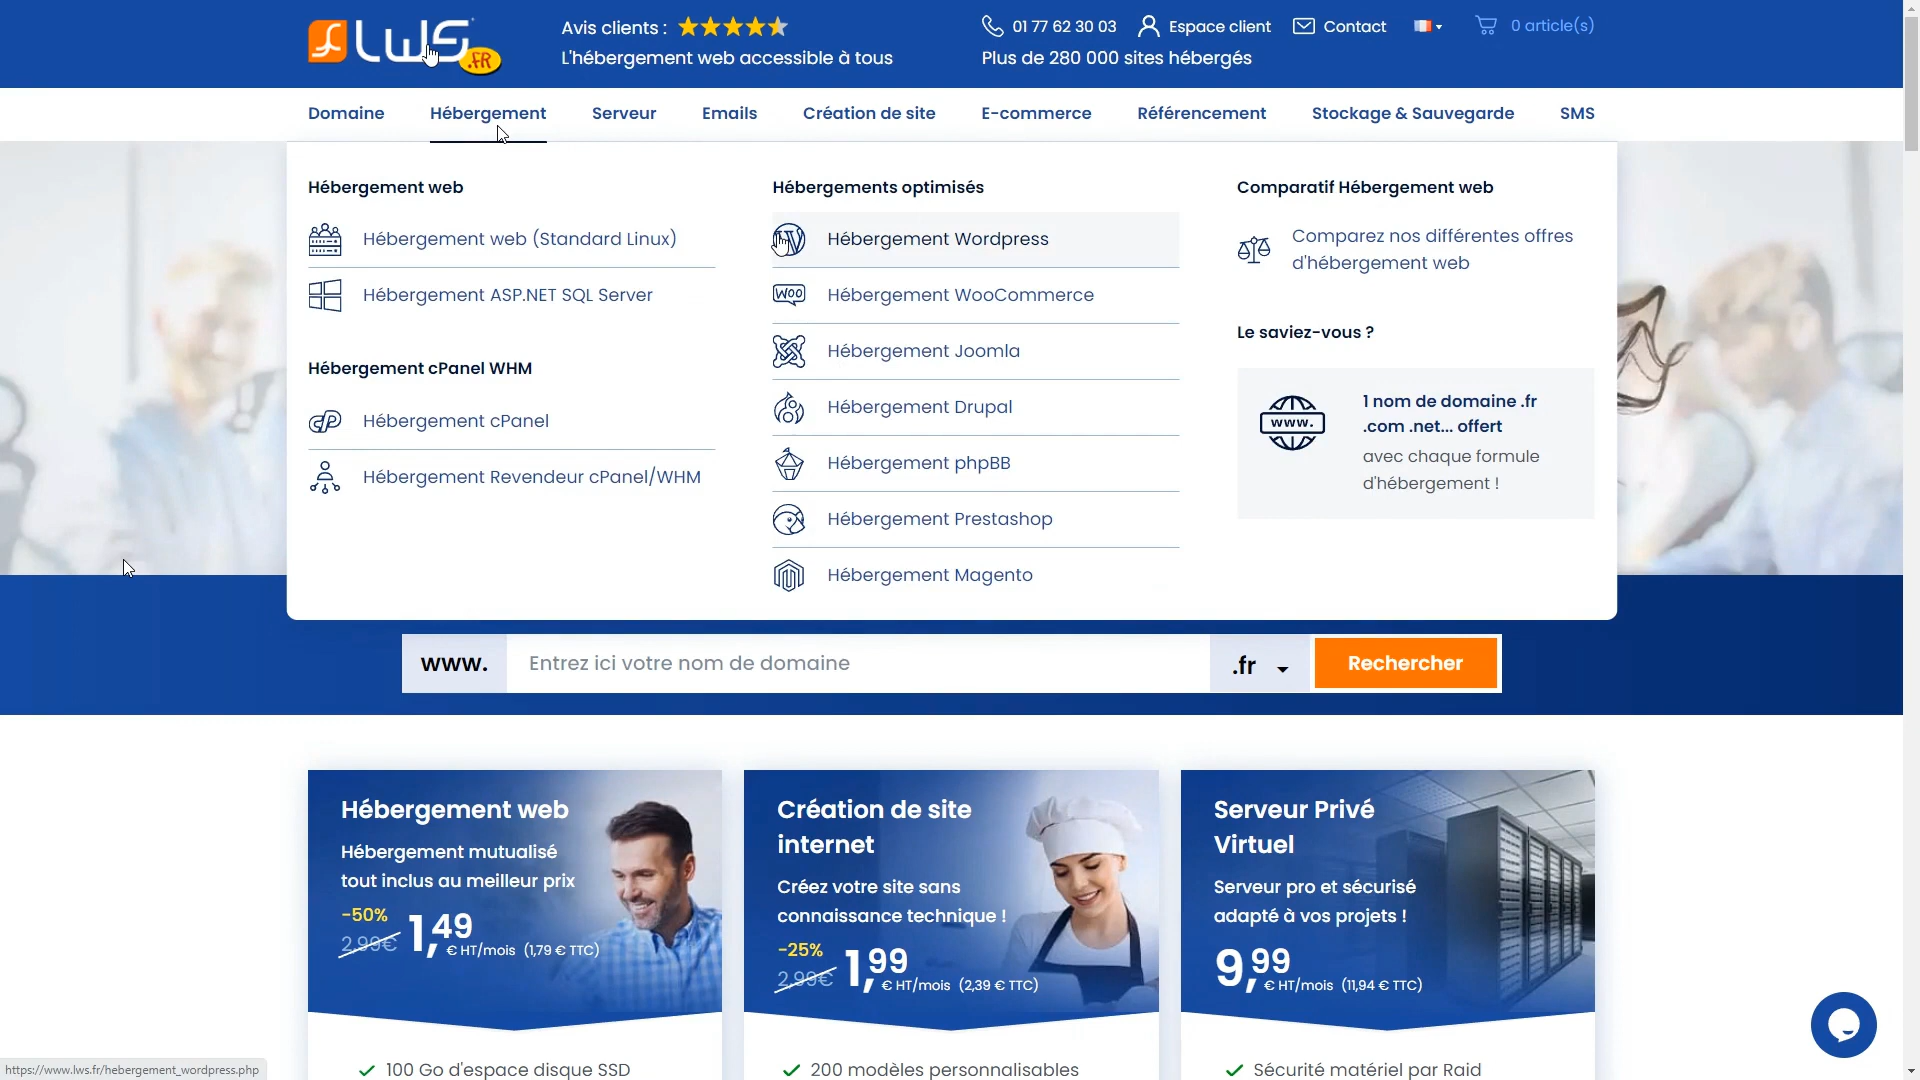 LWS
.FR
Avis clients :
L'hébergement web accessible à tous
01 77 62 30 03
Espace client
Contact
0 article(s)
Plus de 280 000 sites hébergés
Domaine
Hébergement
Serveur
Emails
Création de site
E-commerce
Référencement
Stockage & Sauvegarde
SMS
Hébergement web
Hébergement web (Standard Linux)
Hébergement ASP.NET SQL Server
Hébergement cPanel WHM
cP
Hébergement cPanel
Hébergement Revendeur cPanel/WHM
Hébergements optimisés
Hébergement Wordpress
WOO
Hébergement WooCommerce
Hébergement Joomla
Hébergement Drupal
Hébergement phpBB
Hébergement Prestashop
Hébergement Magento
Comparatif Hébergement web
Comparez nos différentes offres
d'hébergement web
Le saviez-vous ?
www.
1 nom de domaine .fr
.com .net... offert
avec chaque formule
d'hébergement !
www.
Entrez ici votre nom de domaine
.fr
Rechercher
Hébergement web
Hébergement mutualisé
tout inclus au meilleur prix
-50%
2,99€
1,49 € HT/mois (1,79 € TTC)
100 Go d'espace disque SSD
Création de site
internet
Créez votre site sans
connaissance technique !
-25%
2,99€
1,99 € HT/mois (2,39 € TTC)
200 modèles personnalisables
Serveur Privé
Virtuel
Serveur pro et sécurisé
adapté à vos projets !
9,99 € HT/mois (11,94 € TTC)
Sécurité matériel par Raid
https://www.lws.fr/hebergement_wordpress.php